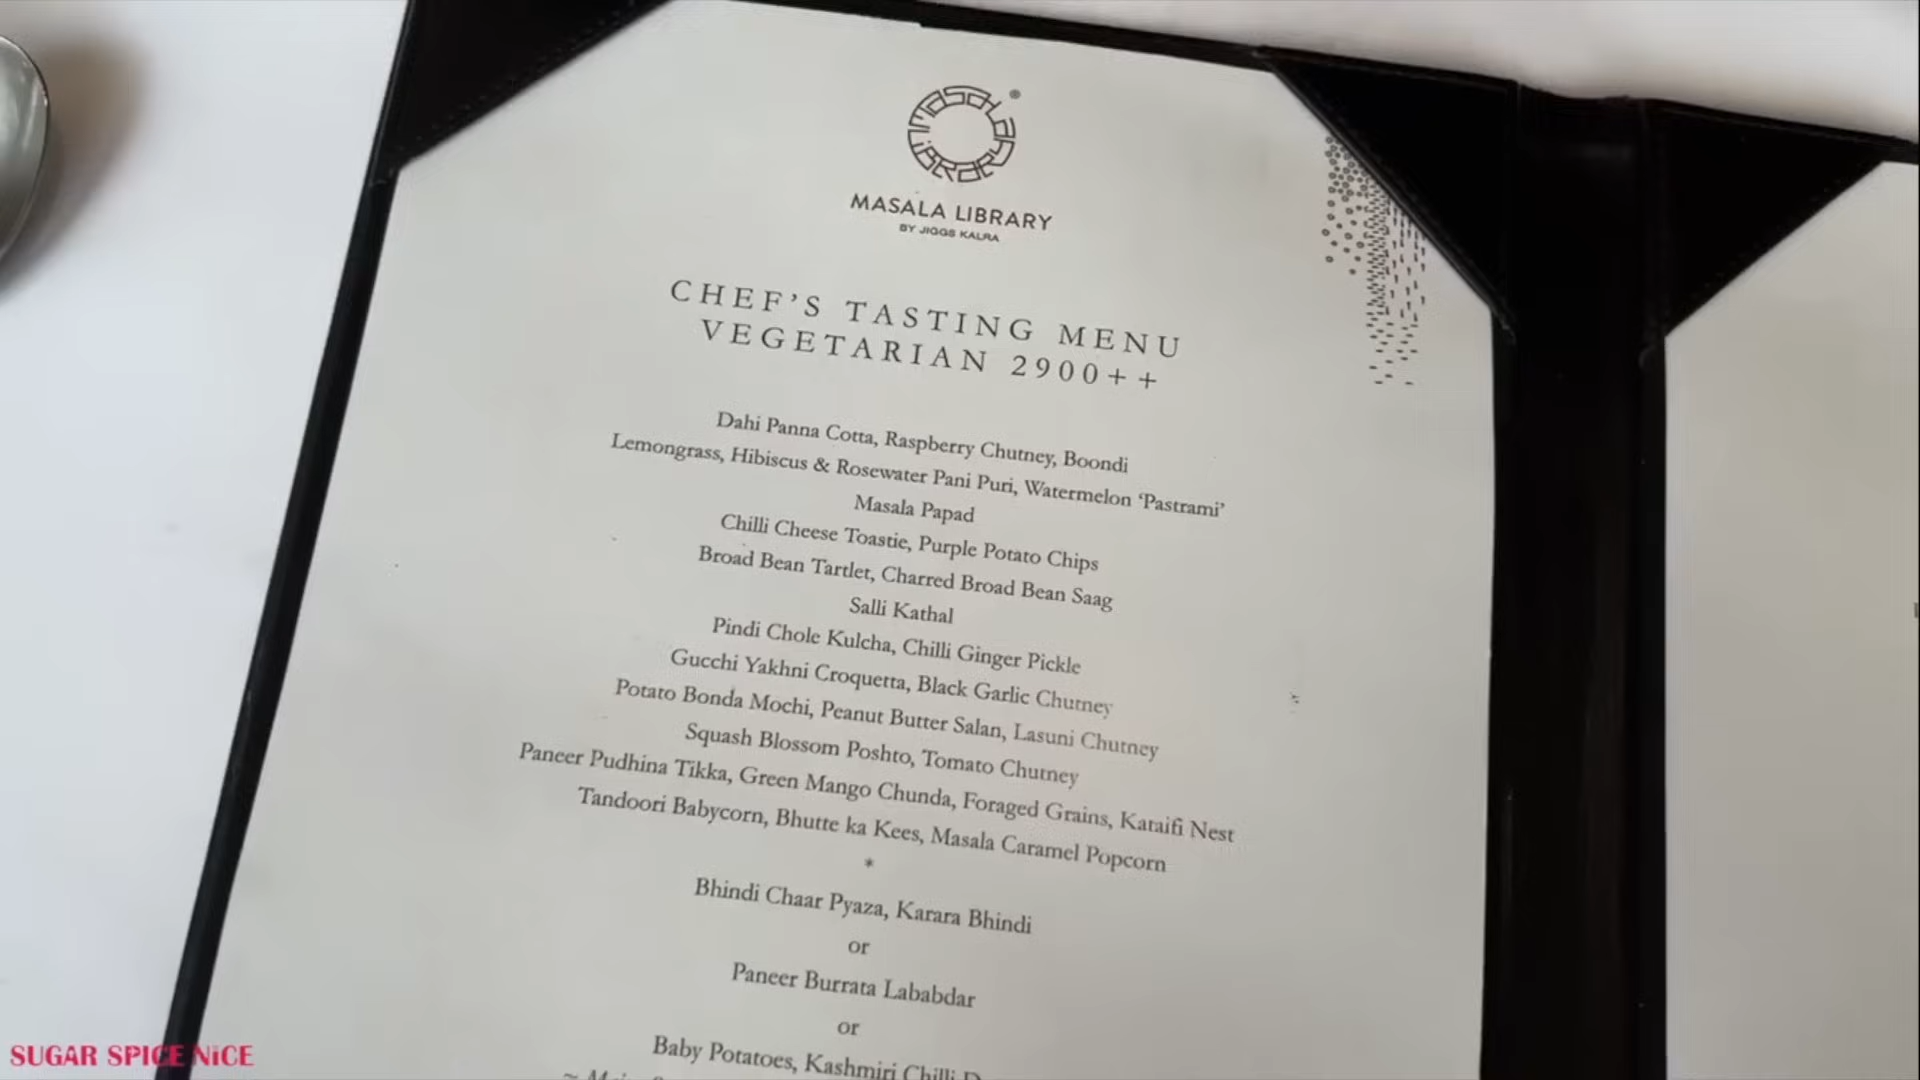 MASALA LIBRARY
MASALA LIBRARY
BY JIGGS KALRA
CHEF'S TASTING MENU
VEGETARIAN 2900++
Dahi Panna Cotta, Raspberry Chutney, Boondi
Lemongrass, Hibiscus & Rosewater Pani Puri, Watermelon ‘Pastrami’
Masala Papad
Chilli Cheese Toastie, Purple Potato Chips
Broad Bean Tartlet, Charred Broad Bean Saag
Salli Kathal
Pindi Chole Kulcha, Chilli Ginger Pickle
Gucchi Yakhni Croquetta, Black Garlic Chutney
Potato Bonda Mochi, Peanut Butter Salan, Lasuni Chutney
Squash Blossom Poshto, Tomato Chutney
Paneer Pudhina Tikka, Green Mango Chunda, Foraged Grains, Kataifi Nest
Tandoori Babycorn, Bhutte ka Kees, Masala Caramel Popcorn
*
Bhindi Chaar Pyaza, Karara Bhindi
or
Paneer Burrata Lababdar
or
Baby Potatoes, Kashmiri Chilli
SUGAR SPICE NiCE